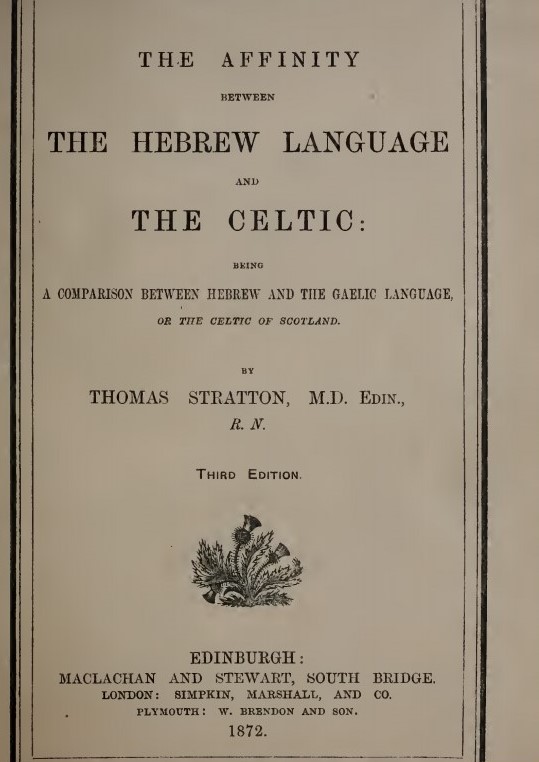 THE AFFINITY
BETWEEN
THE HEBREW LANGUAGE
AND
THE CELTIC:
BEING
A COMPARISON BETWEEN HEBREW AND THE GAELIC LANGUAGE,
OR THE CELTIC OF SCOTLAND.
BY
THOMAS STRATTON, M.D. EDIN.,
R. N.
THIRD EDITION.
EDINBURGH:
MACLACHAN AND STEWART, SOUTH BRIDGE.
LONDON: SIMPKIN, MARSHALL, AND CO.
PLYMOUTH: W. BRENDON AND SON.
1872.